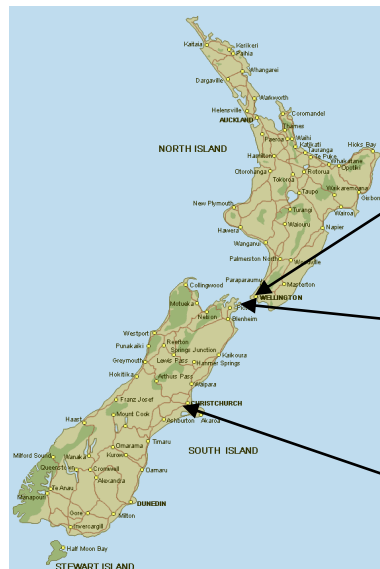 Kaitaia
Kerikeri
Paihia
Whangarei
Dargaville
Warkworth
Helensville
AUCKLAND
Coromandel
Thames
NORTH ISLAND
Paeroa
Waihi
Katikati
Tauranga
Te Puke
Hicks Bay
Hamilton
Whakatane
Opotiki
Otorohanga
Rotorua
Tokoroa
Waikaremoana
Taupo
Gisbor
New Plymouth
Turangi
Wairoa
Hawera
Waiouru
Napier
Wanganui
Palmerston North
Paraparaumu
Masterton
Collingwood
WELLINGTON
Motueka
Nelson
Blenheim
Westport
Punakaiki
Reefton
Springs Junction
Greymouth
Lewis Pass
Kaikoura
Hanmer Springs
Hokitika
Arthurs Pass
Waipara
Franz Josef
CHRISTCHURCH
Mount Cook
Haast
Ashburton
Akaroa
Timaru
Omarama
SOUTH ISLAND
Milford Sound
Wanaka
Kurow
Queenstown
Cromwell
Oamaru
Te Anau
Alexandra
Manapouri
DUNEDIN
Gore
Milton
Invercargill
Half Moon Bay
STEWART ISLAND